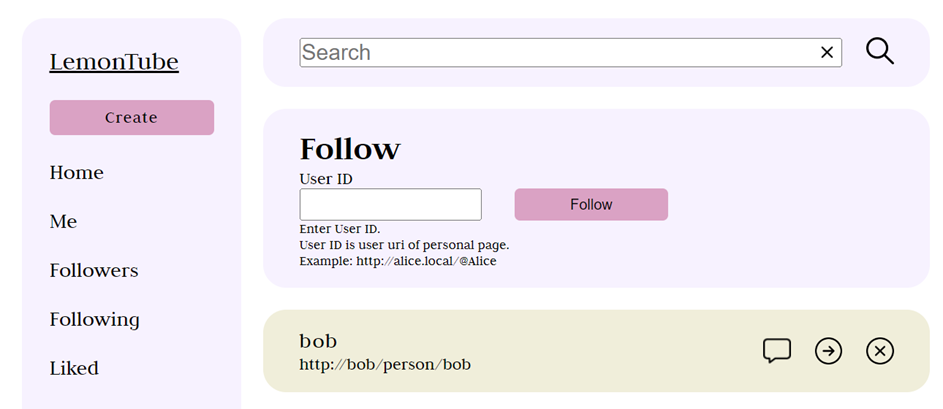 LemonTube
Create
Home
Me
Followers
Following
Liked
Search
Follow
User ID
Follow
Enter User ID.
User ID is user uri of personal page.
Example: http://alice.local/@Alice
bob
http://bob/person/bob